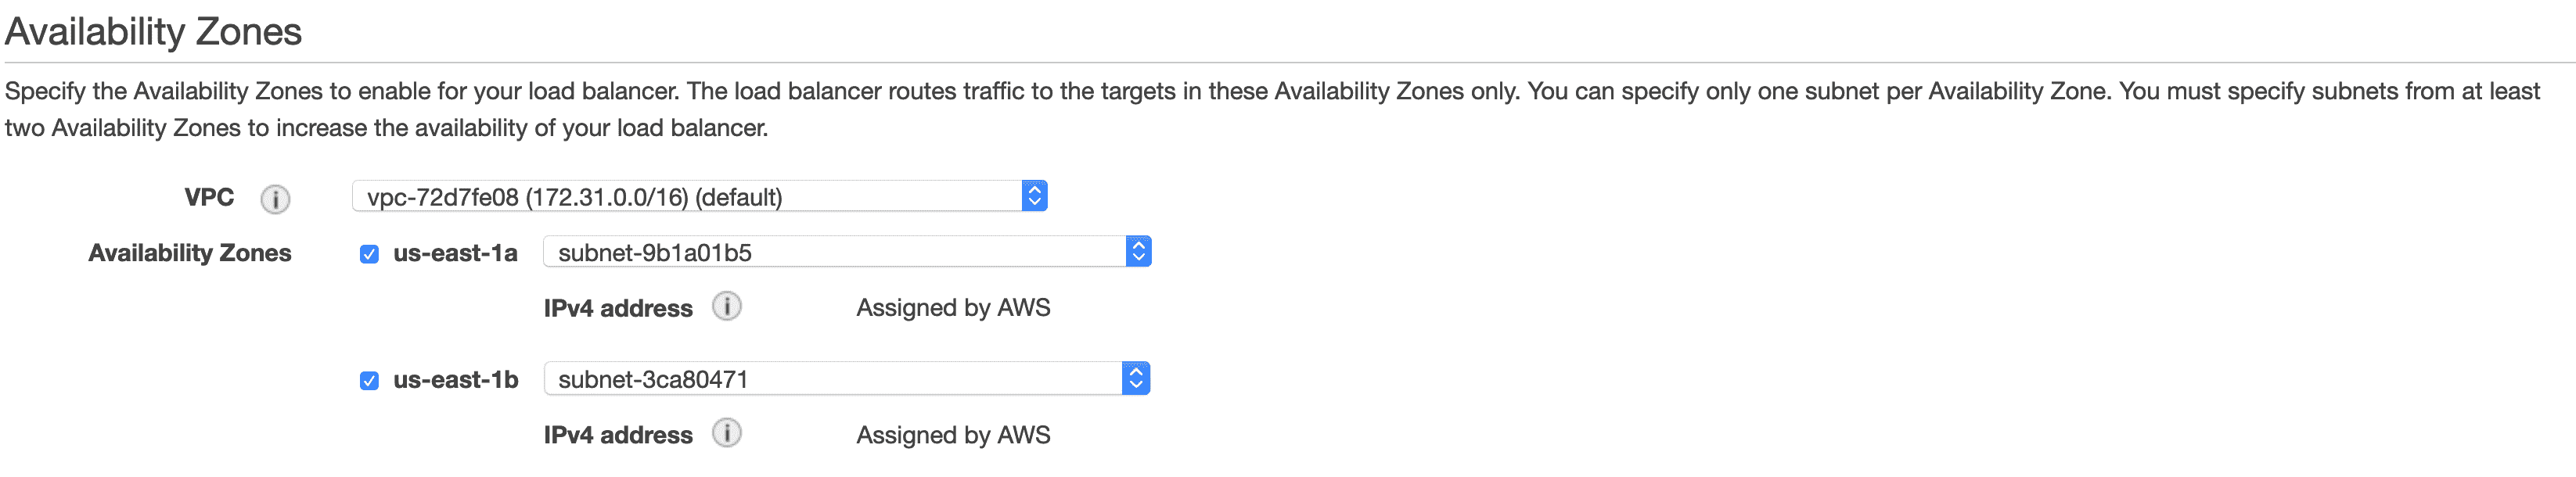 Availability Zones
Specify the Availability Zones to enable for your load balancer. The load balancer routes traffic to the targets in these Availability Zones only. You can specify only one subnet per Availability Zone. You must specify subnets from at least
two Availability Zones to increase the availability of your load balancer.
VPC i vpc-72d7fe08 (172.31.0.0/16) (default)
Availability Zones us-east-1a subnet-9b1a01b5
IPv4 address i Assigned by AWS
us-east-1b subnet-3ca80471
IPv4 address i Assigned by AWS